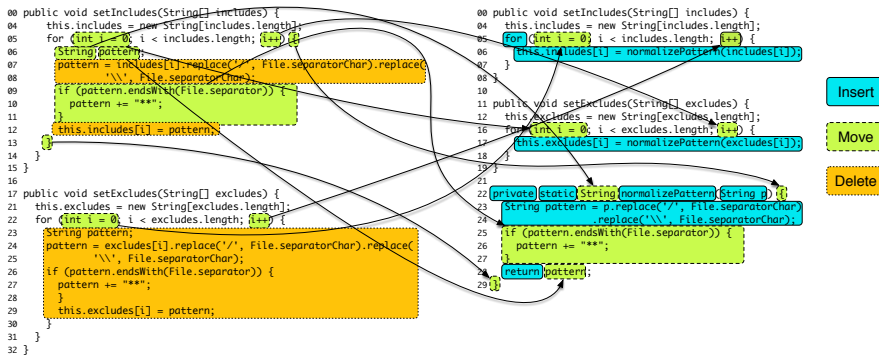 00 public void setIncludes(String[] includes) {
04 this.includes = new String[includes.length];
05 for (int i = 0; i < includes.length; i++) {
06 String pattern;
07 pattern = includes[i].replace('/', File.separatorChar).replace(
08 '\\', File.separatorChar);
09 if (pattern.endsWith(File.separator)) {
10 pattern += "**";
11 }
12 this.includes[i] = pattern;
13 }
14 }
15 }
16
22 public void setExcludes(String[] excludes) {
21 this.excludes = new String[excludes.length];
22 for (int i = 0; i < excludes.length; i++) {
23 String pattern;
24 pattern = excludes[i].replace('/', File.separatorChar).replace(
25 '\\', File.separatorChar);
26 if (pattern.endsWith(File.separator)) {
27 pattern += "**";
28 }
29 this.excludes[i] = pattern;
30 }
31 }
32 }
00 public void setIncludes(String[] includes) {
04 this.includes = new String[includes.length];
05 for (int i = 0; i < includes.length; i++) {
06 this.includes[i] = normalizePattern(includes[i]);
07 }
08 }
10
11 public void setExcludes(String[] excludes) {
15 this.excludes = new String[excludes.length];
16 for (int i = 0; i < excludes.length; i++) {
17 this.excludes[i] = normalizePattern(excludes[i]);
18 }
19 }
21
22 private static String normalizePattern(String p) {
23 String pattern = p.replace('/', File.separatorChar)
24 .replace('\\', File.separatorChar);
25 if (pattern.endsWith(File.separator)) {
26 pattern += "**";
27 }
28 return pattern;
29 }
Insert
Move
Delete